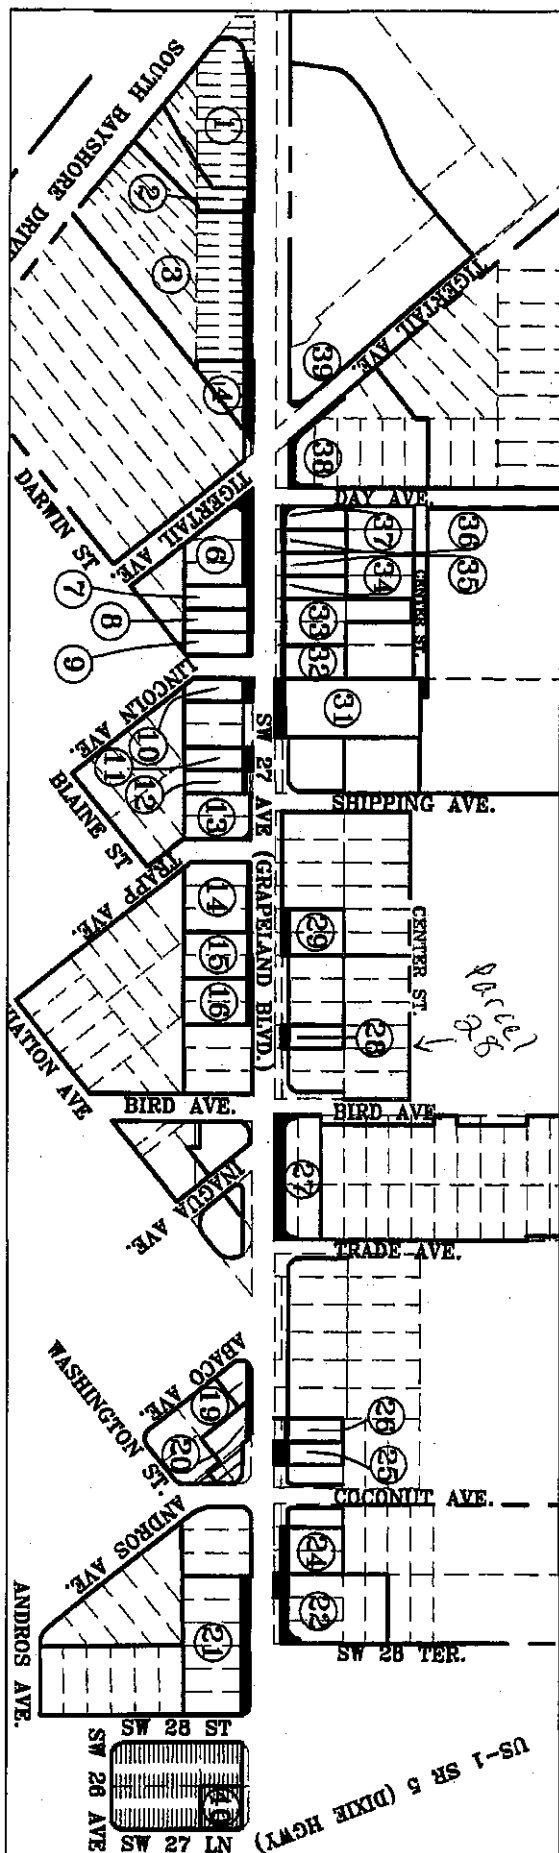 SOUTH BAYSHORE DRIVE
TIGERTAIL AVE.
1
2
3
4
39
38
DAY AVE
DARWIN ST
TIGERTAIL AVE.
6
7
8
9
37
36
35
34
33
32
CENTER ST.
31
LINCOLN AVE.
10
11
12
13
BLAINE ST
SW 27 AVE (GRAPELAND BLVD.)
SHIPPING AVE.
TRAPP AVE.
14
15
16
29
28
CENTER ST.
Parcel
28
VIATION AVE
BIRD AVE.
BIRD AVE
27
INAGUA AVE.
TRADE AVE.
ABACO AVE.
19
20
WASHINGTON ST.
26
25
COCONUT AVE.
ANDROS AVE.
24
22
21
SW 28 TER.
ANDROS AVE.
SW 28 ST
SW 26 AVE
40
SW 27 LN
US-1 SR 5 (DIXIE HGWY)